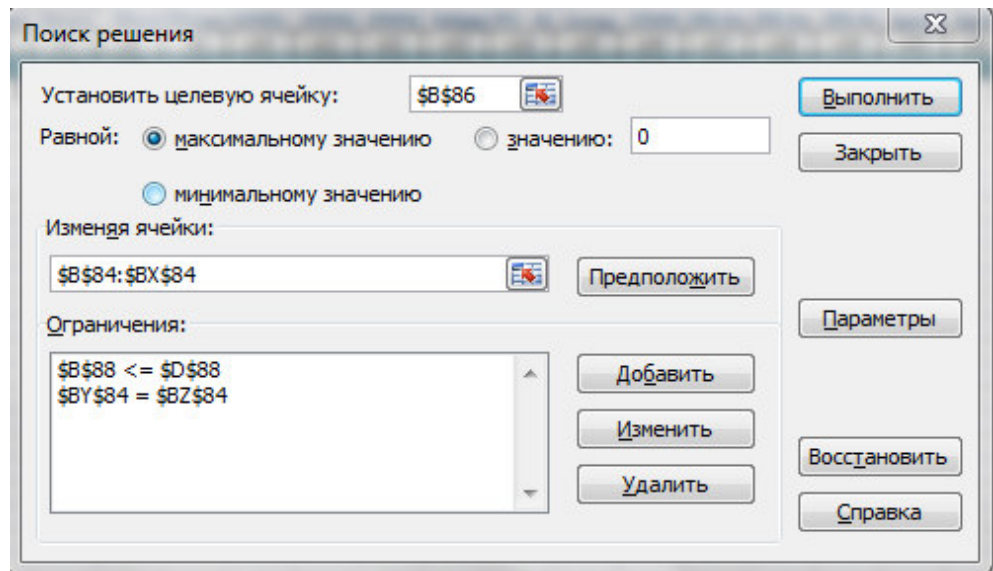 Поиск решения
Установить целевую ячейку: $B$86
Выполнить
Равной: максимальному значению значению: 0
Закрыть
минимальному значению
Изменяя ячейки:
$B$84:$BX$84
Предположить
Параметры
Ограничения:
$B$88 <= $D$88
$BY$84 = $BZ$84
Добавить
Изменить
Удалить
Восстановить
Справка